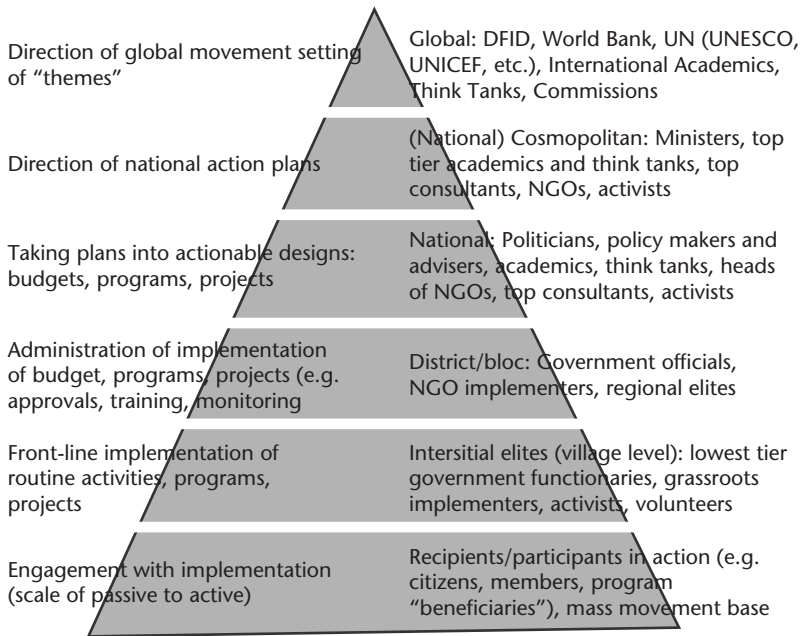 Direction of global movement setting
of “themes”
Global: DFID, World Bank, UN (UNESCO,
UNICEF, etc.), International Academics,
Think Tanks, Commissions
Direction of national action plans
(National) Cosmopolitan: Ministers, top
tier academics and think tanks, top
consultants, NGOs, activists
Taking plans into actionable designs:
budgets, programs, projects
National: Politicians, policy makers and
advisers, academics, think tanks, heads
of NGOs, top consultants, activists
Administration of implementation
of budget, programs, projects (e.g.
approvals, training, monitoring
District/bloc: Government officials,
NGO implementers, regional elites
Front-line implementation of
routine activities, programs,
projects
Intersitial elites (village level): lowest tier
government functionaries, grassroots
implementers, activists, volunteers
Engagement with implementation
(scale of passive to active)
Recipients/participants in action (e.g.
citizens, members, program
“beneficiaries”), mass movement base